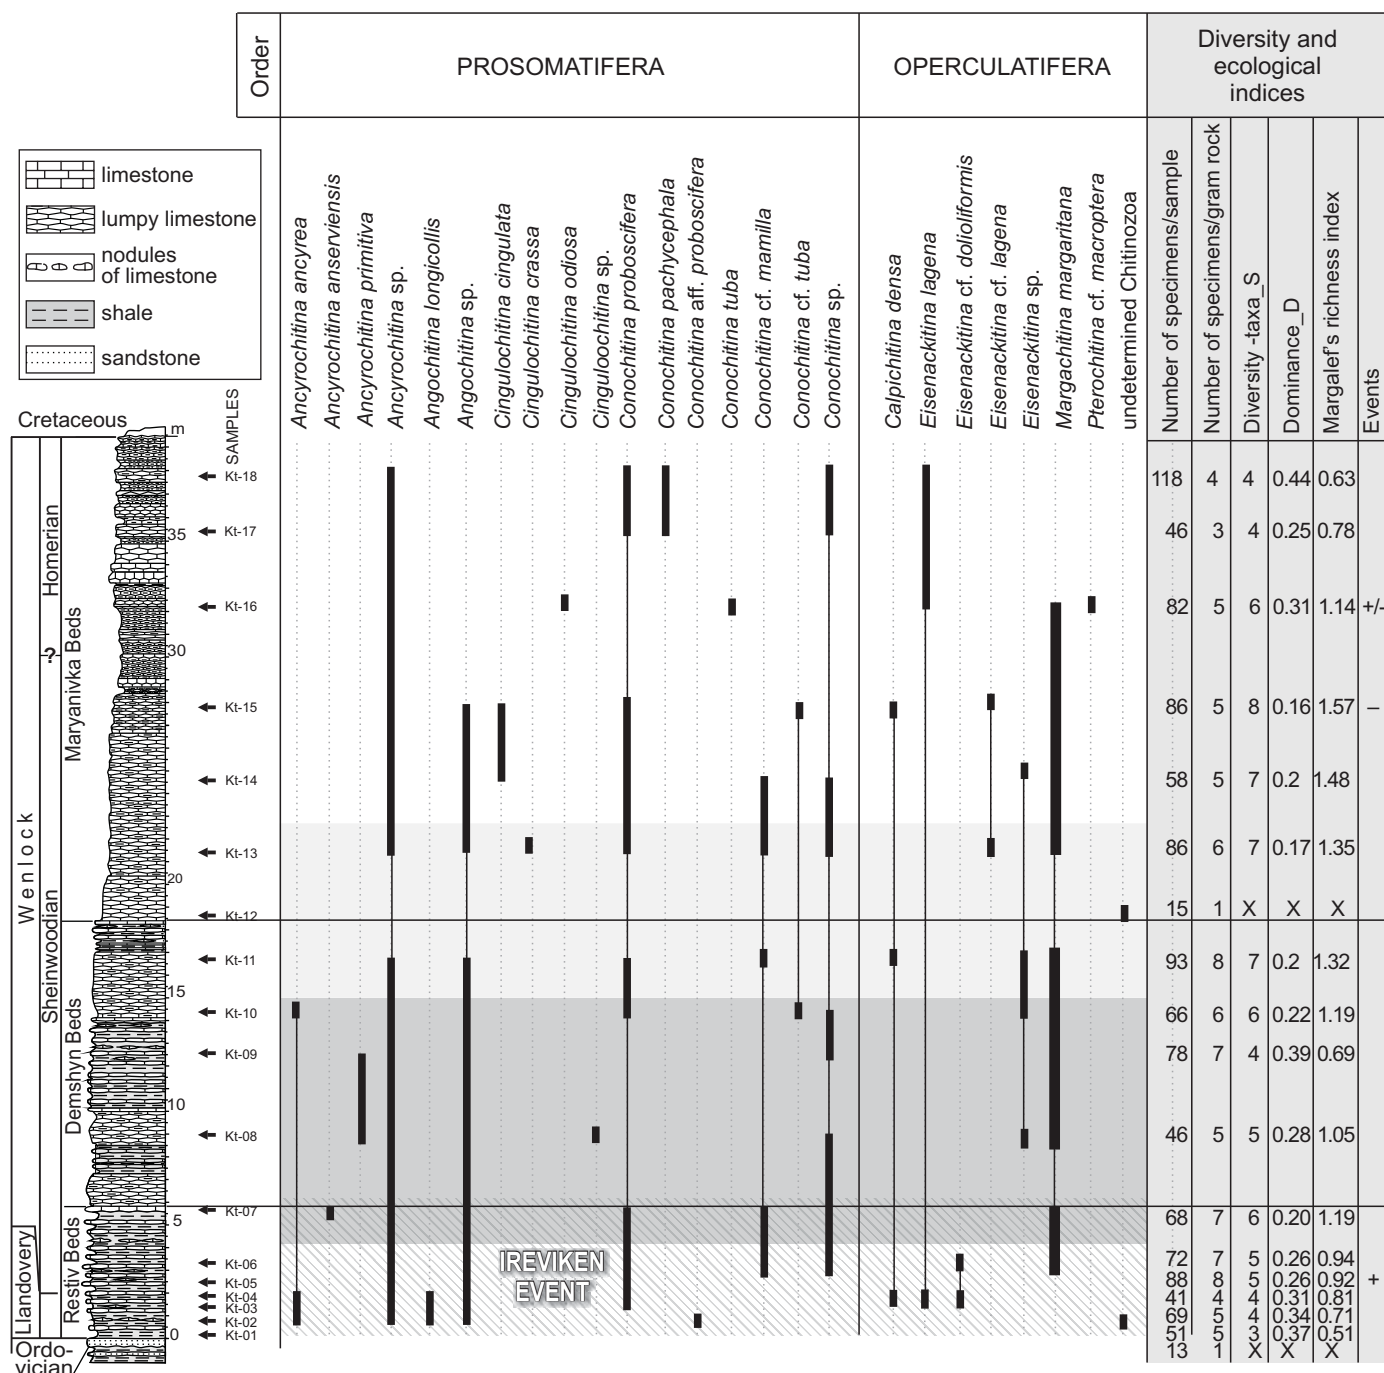 Order
PROSOMATIFERA
OPERCULATIFERA
Diversity and
ecological
indices
limestone
lumpy limestone
nodules
of limestone
shale
sandstone
Ancyrochitina ancyrea
Ancyrochitina anserviensis
Ancyrochitina primitiva
Ancyrochitina sp.
Angochitina longicollis
Angochitina sp.
Cingulochitina cingulata
Cingulochitina crassa
Cingulochitina odiosa
Cinguloochitina sp.
Conochitina proboscifera
Conochitina pachycephala
Conochitina aff. proboscifera
Conochitina tuba
Conochitina cf. mamilla
Conochitina cf. tuba
Conochitina sp.
Calpichitina densa
Eisenackitina lagena
Eisenackitina cf. dolioliformis
Eisenackitina cf. lagena
Eisenackitina sp.
Margachitina margaritana
Pterochitina cf. macroptera
undetermined Chitinozoa
Number of specimens/sample
Number of specimens/gram rock
Diversity -taxa_S
Dominance_D
Margalef's richness index
Events
Cretaceous
m
SAMPLES
Kt-18 118 4 4 0.44 0.63
35 Kt-17 46 3 4 0.25 0.78
Kt-16 82 5 6 0.31 1.14 +/-
30
Kt-15 86 5 8 0.16 1.57 –
Kt-14 58 5 7 0.2 1.48
Kt-13 86 6 7 0.17 1.35
20
Kt-12 15 1 X X X
Kt-11 93 8 7 0.2 1.32
15
Kt-10 66 6 6 0.22 1.19
Kt-09 78 7 4 0.39 0.69
10
Kt-08 46 5 5 0.28 1.05
Kt-07 68 7 6 0.20 1.19
5
Kt-06 72 7 5 0.26 0.94
Kt-05 88 8 5 0.26 0.92 +
Kt-04 41 4 4 0.31 0.81
Kt-03 69 5 4 0.34 0.71
Kt-02 51 5 3 0.37 0.51
0 Kt-01 13 1 X X X
IREVIKEN
EVENT
Wenlock
Homerian
?
Sheinwoodian
Maryanivka Beds
Demshyn Beds
Restiv Beds
Llandovery
Ordo-
vician